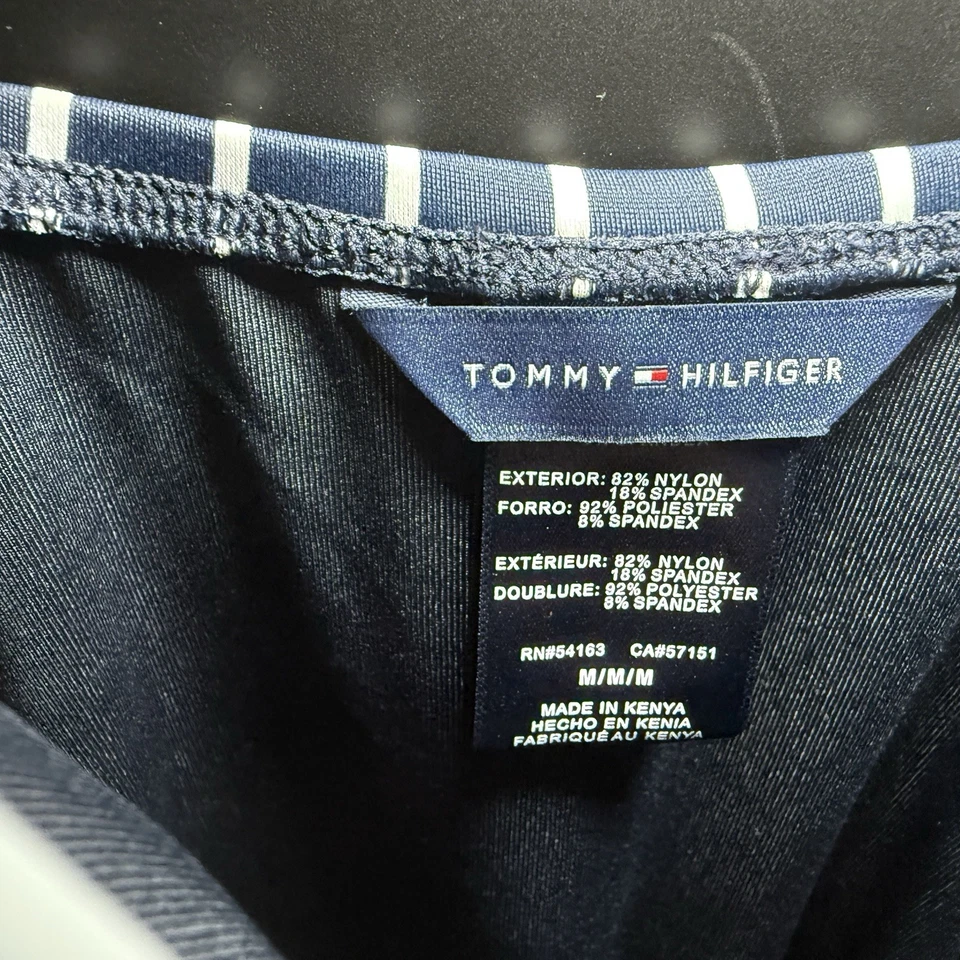 TOMMY HILFIGER
EXTERIOR: 82% NYLON
18% SPANDEX
FORRO: 92% POLIESTER
8% SPANDEX
EXTÉRIEUR: 82% NYLON
18% SPANDEX
DOUBLURE: 92% POLYESTER
8% SPANDEX
RN#54163 CA#57151
M/M/M
MADE IN KENYA
HECHO EN KENIA
FABRIQUÉ AU KENYA